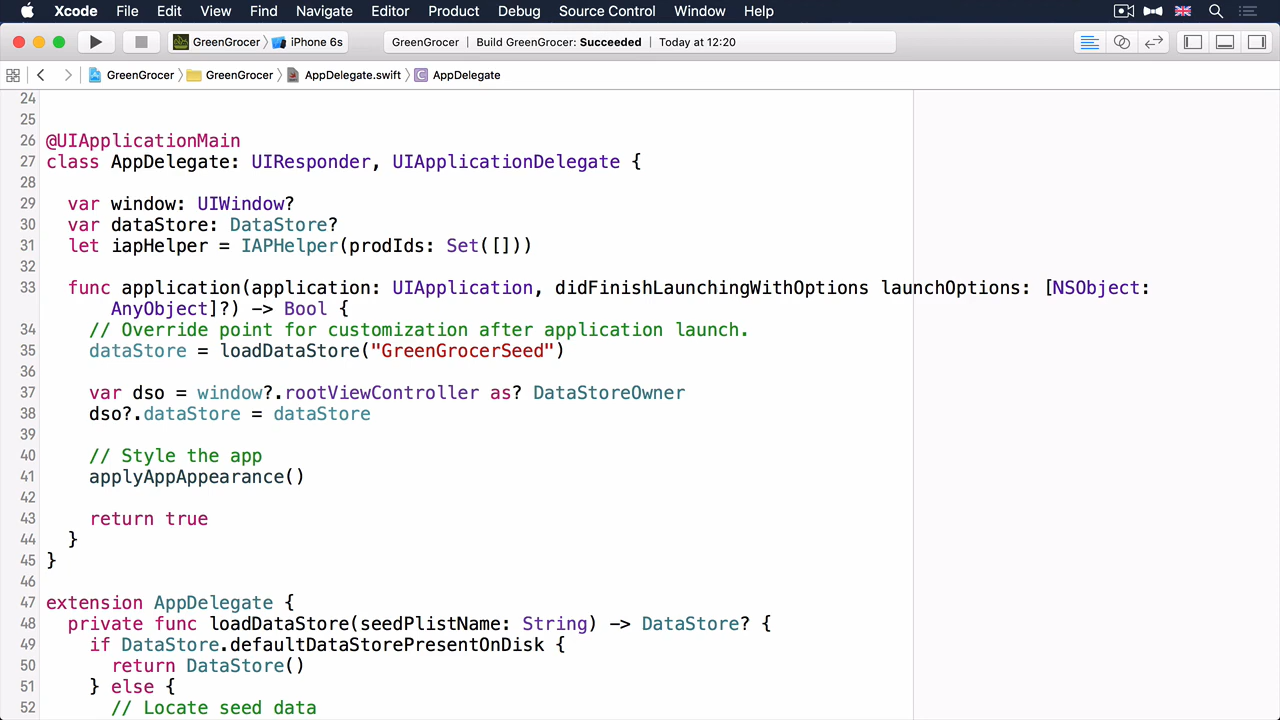 Xcode File Edit View Find Navigate Editor Product Debug Source Control Window Help
GreenGrocer iPhone 6s GreenGrocer Build GreenGrocer: Succeeded Today at 12:20
GreenGrocer GreenGrocer AppDelegate.swift C AppDelegate
24
25
26 @UIApplicationMain
27 class AppDelegate: UIResponder, UIApplicationDelegate {
28
29 var window: UIWindow?
30 var dataStore: DataStore?
31 let iapHelper = IAPHelper(prodIds: Set([]))
32
33 func application(application: UIApplication, didFinishLaunchingWithOptions launchOptions: [NSObject:
AnyObject]?) -> Bool {
34 // Override point for customization after application launch.
35 dataStore = loadDataStore("GreenGrocerSeed")
36
37 var dso = window?.rootViewController as? DataStoreOwner
38 dso?.dataStore = dataStore
39
40 // Style the app
41 applyAppAppearance()
42
43 return true
44 }
45 }
46
47 extension AppDelegate {
48 private func loadDataStore(seedPlistName: String) -> DataStore? {
49 if DataStore.defaultDataStorePresentOnDisk {
50 return DataStore()
51 } else {
52 // Locate seed data